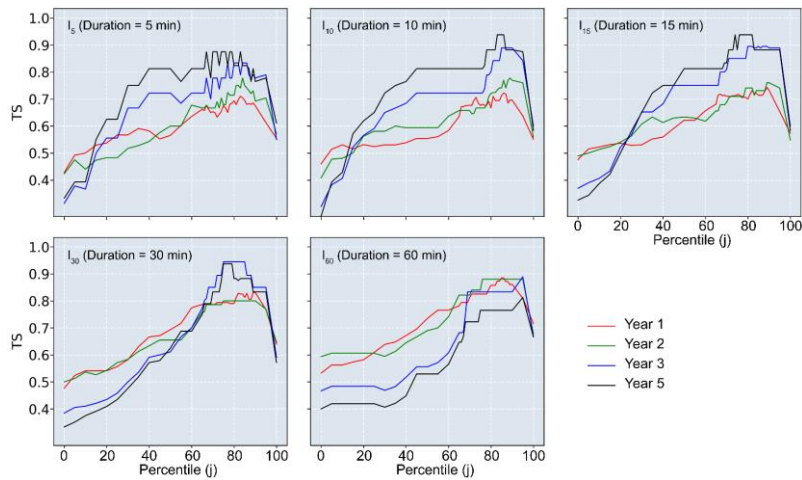 I5 (Duration = 5 min)
I10 (Duration = 10 min)
I15 (Duration = 15 min)
1.0
0.9
0.8
0.7
0.6
0.5
0.4
TS
0 20 40 60 80 100
Percentile (j)
I30 (Duration = 30 min)
I60 (Duration = 60 min)
1.0
0.9
0.8
0.7
0.6
0.5
0.4
TS
0 20 40 60 80 100
0 20 40 60 80 100
Percentile (j)
Percentile (j)
Year 1
Year 2
Year 3
Year 5